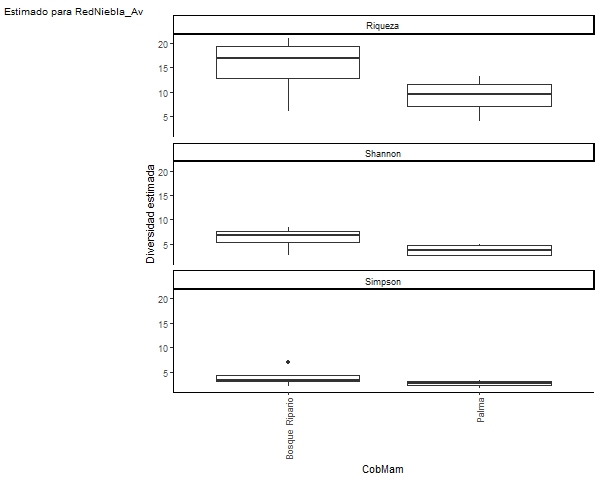 Estimado para RedNiebla_Av
Riqueza
20
15
10
5
Shannon
20
15
10
5
Simpson
20
15
10
5
Diversidad estimada
Bosque Ripario
Palma
CobMam